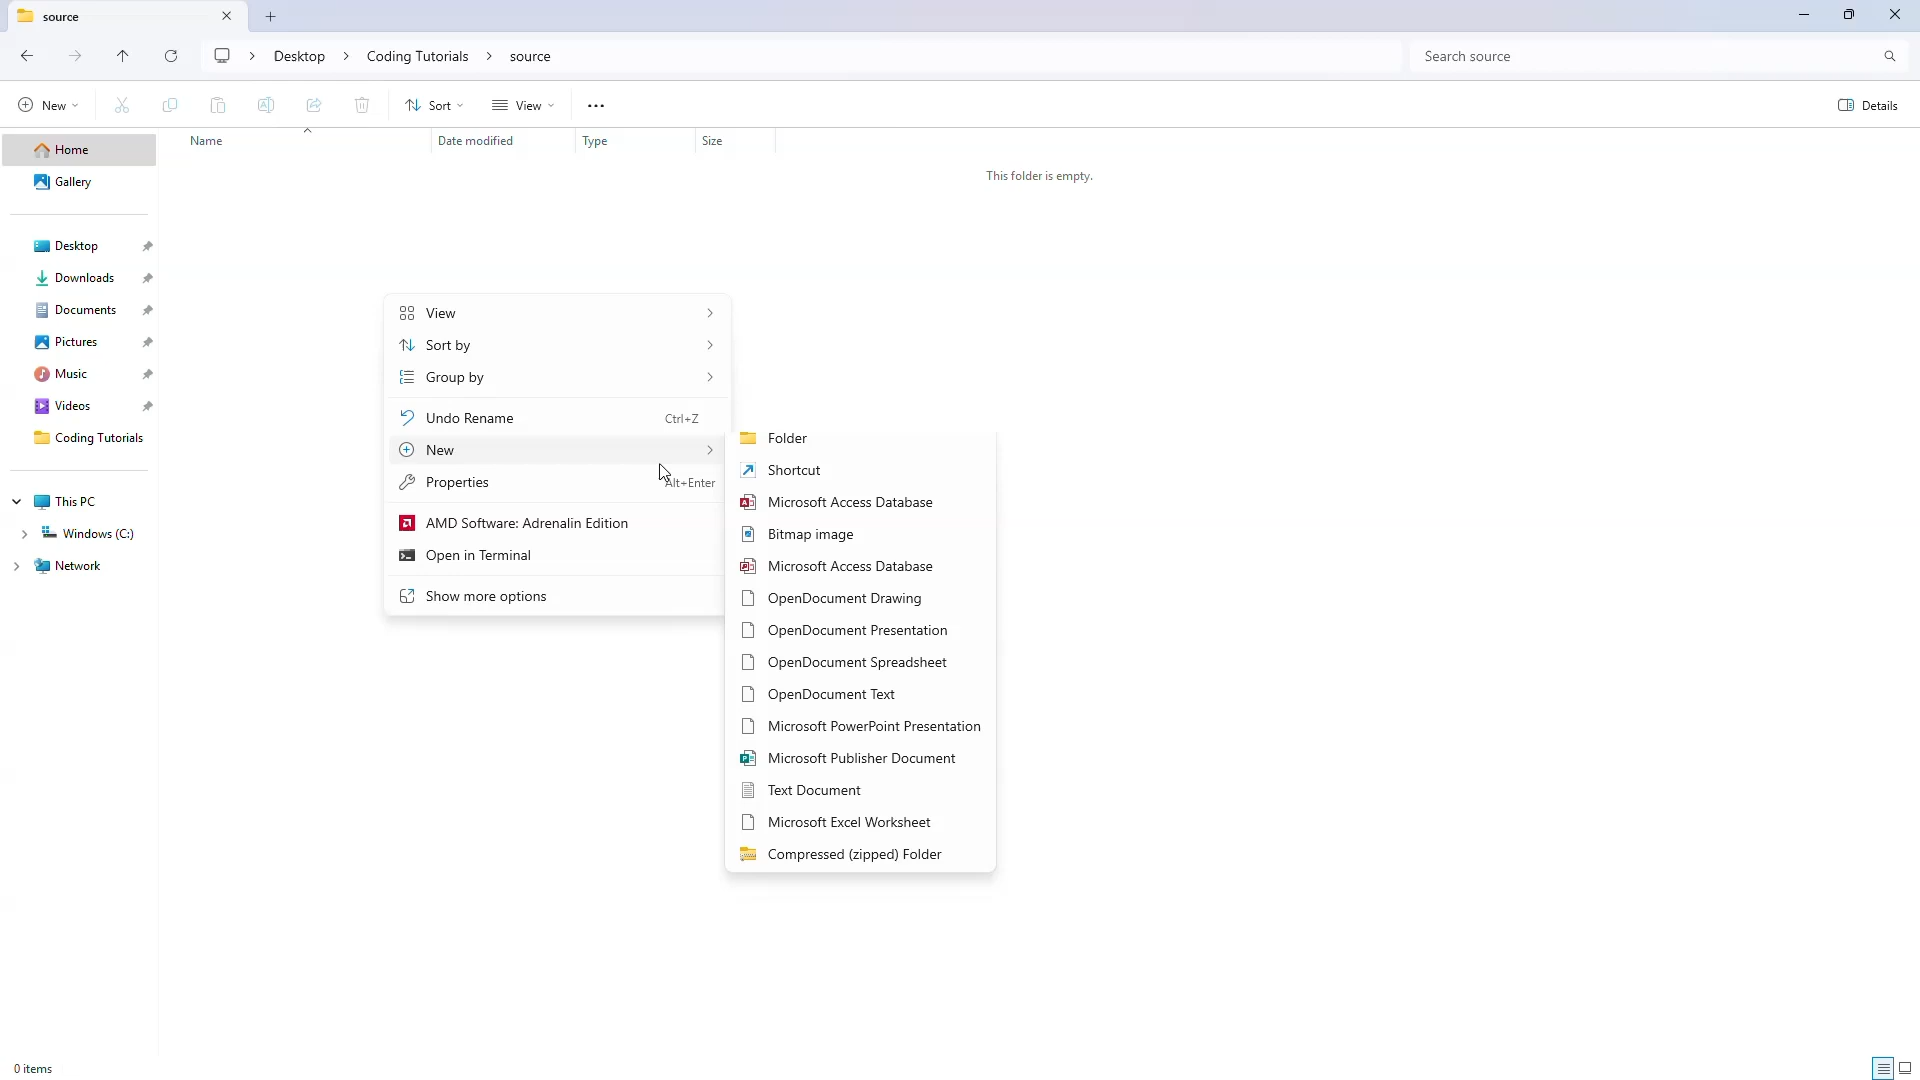 source
Desktop > Coding Tutorials > source
Search source
New
Sort
View
Details
Name
Date modified
Type
Size
This folder is empty.
Home
Gallery
Desktop
Downloads
Documents
Pictures
Music
Videos
Coding Tutorials
This PC
Windows (C:)
Network
View
Sort by
Group by
Undo Rename Ctrl+Z
New
Properties Alt+Enter
AMD Software: Adrenalin Edition
Open in Terminal
Show more options
Folder
Shortcut
Microsoft Access Database
Bitmap image
Microsoft Access Database
OpenDocument Drawing
OpenDocument Presentation
OpenDocument Spreadsheet
OpenDocument Text
Microsoft PowerPoint Presentation
Microsoft Publisher Document
Text Document
Microsoft Excel Worksheet
Compressed (zipped) Folder
0 items